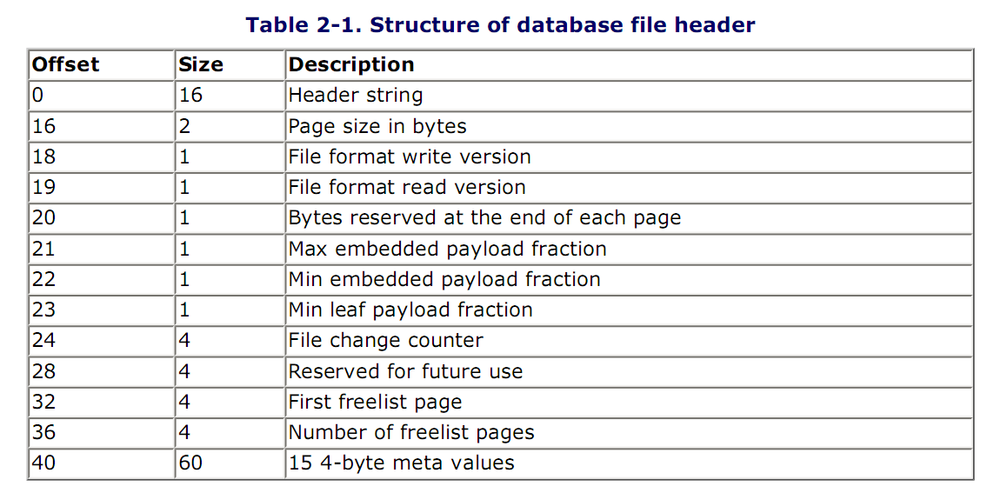 Table 2-1. Structure of database file header
Offset Size Description
0 16 Header string
16 2 Page size in bytes
18 1 File format write version
19 1 File format read version
20 1 Bytes reserved at the end of each page
21 1 Max embedded payload fraction
22 1 Min embedded payload fraction
23 1 Min leaf payload fraction
24 4 File change counter
28 4 Reserved for future use
32 4 First freelist page
36 4 Number of freelist pages
40 60 15 4-byte meta values